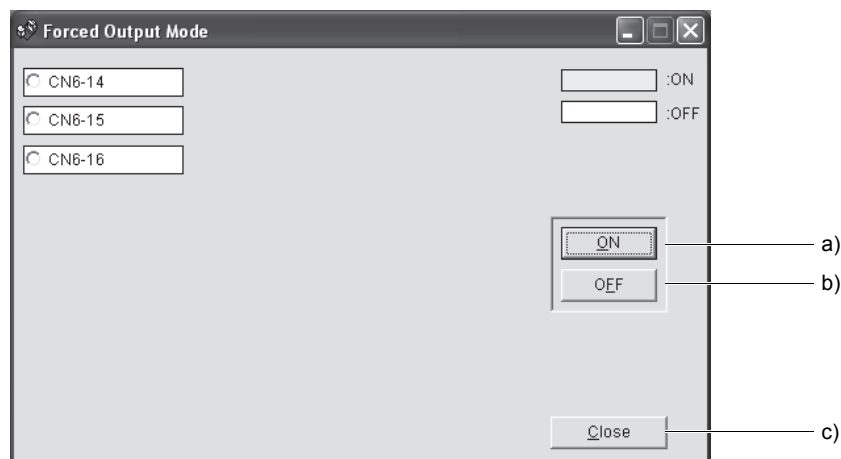 Forced Output Mode
CN6-14
CN6-15
CN6-16
:ON
:OFF
ON
OFF
Close
a)
b)
c)